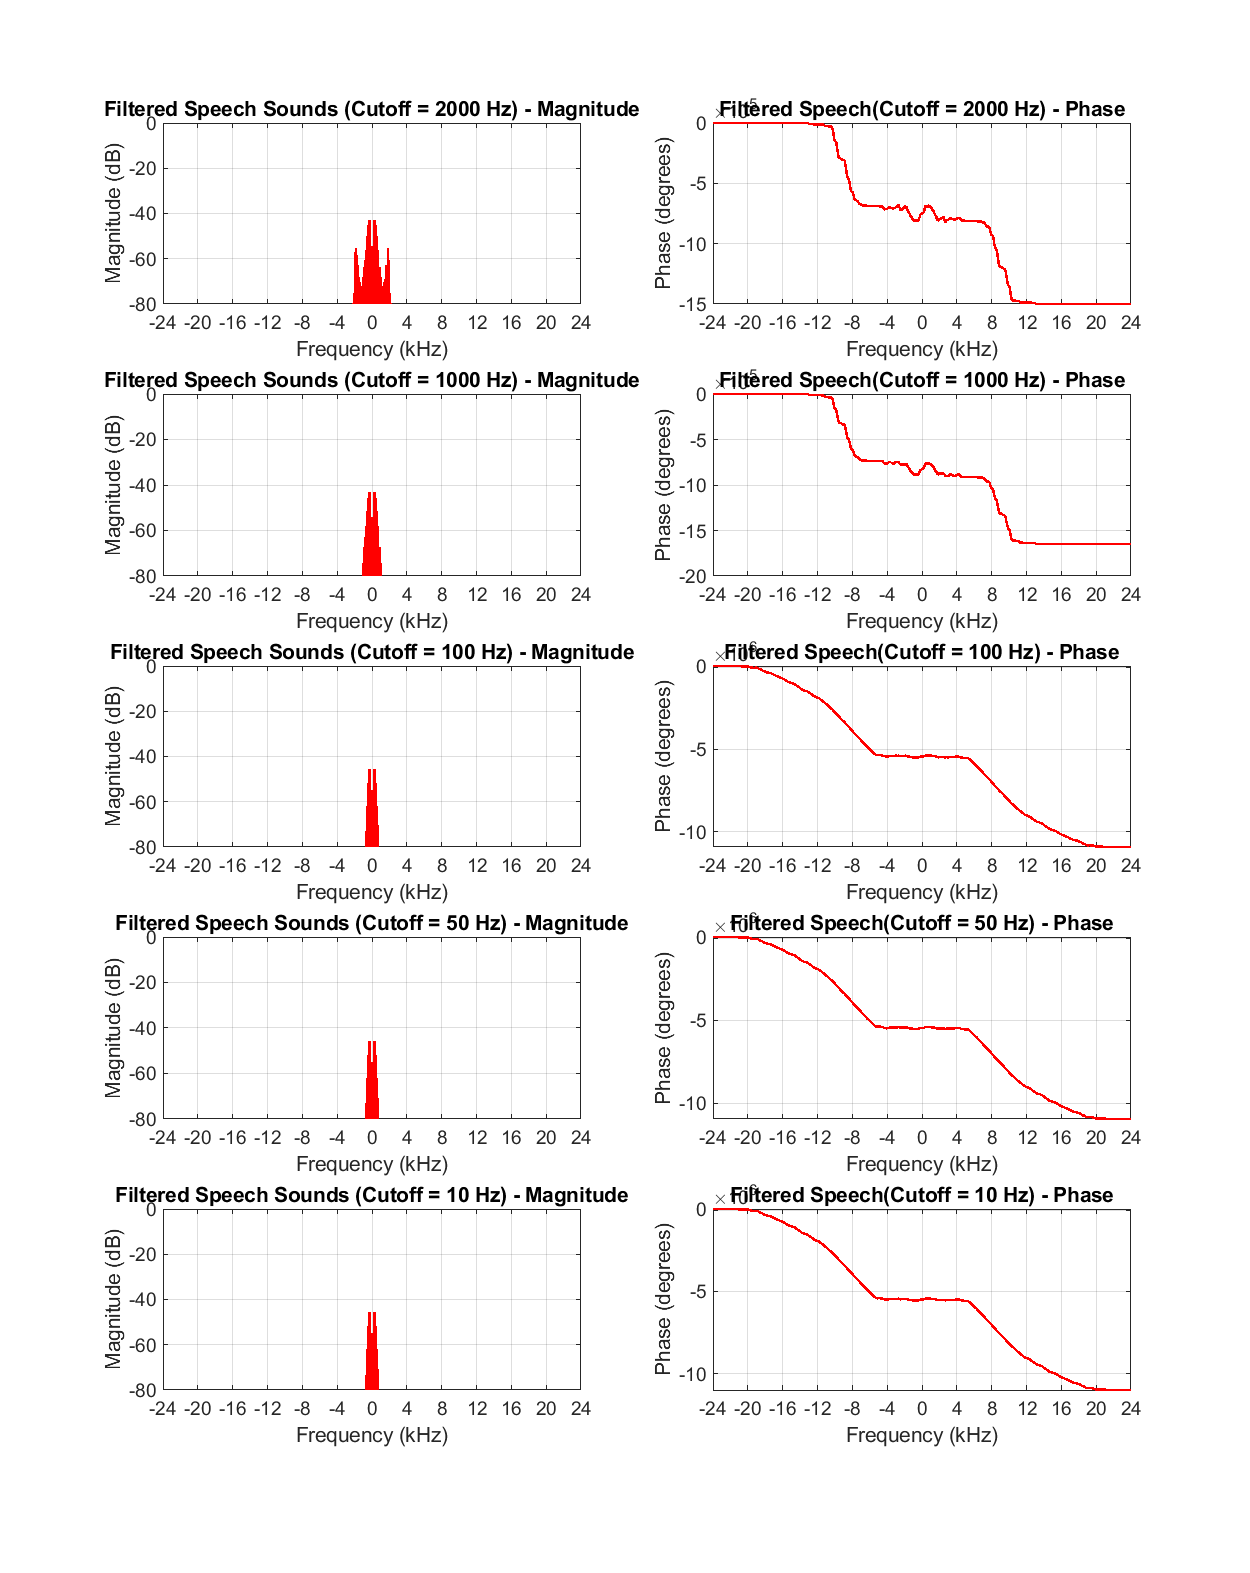 Filtered Speech Sounds (Cutoff = 2000 Hz) - Magnitude
0
-20
-40
-60
-80
Magnitude (dB)
-24 -20 -16 -12 -8 -4 0 4 8 12 16 20 24
Frequency (kHz)
Filtered Speech(Cutoff = 2000 Hz) - Phase
0
-5
-10
-15
Phase (degrees)
-24 -20 -16 -12 -8 -4 0 4 8 12 16 20 24
Frequency (kHz)
Filtered Speech Sounds (Cutoff = 1000 Hz) - Magnitude
0
-20
-40
-60
-80
Magnitude (dB)
-24 -20 -16 -12 -8 -4 0 4 8 12 16 20 24
Frequency (kHz)
Filtered Speech(Cutoff = 1000 Hz) - Phase
0
-5
-10
-15
-20
Phase (degrees)
-24 -20 -16 -12 -8 -4 0 4 8 12 16 20 24
Frequency (kHz)
Filtered Speech Sounds (Cutoff = 100 Hz) - Magnitude
0
-20
-40
-60
-80
Magnitude (dB)
-24 -20 -16 -12 -8 -4 0 4 8 12 16 20 24
Frequency (kHz)
Filtered Speech(Cutoff = 100 Hz) - Phase
0
-5
-10
Phase (degrees)
-24 -20 -16 -12 -8 -4 0 4 8 12 16 20 24
Frequency (kHz)
Filtered Speech Sounds (Cutoff = 50 Hz) - Magnitude
0
-20
-40
-60
-80
Magnitude (dB)
-24 -20 -16 -12 -8 -4 0 4 8 12 16 20 24
Frequency (kHz)
Filtered Speech(Cutoff = 50 Hz) - Phase
0
-5
-10
Phase (degrees)
-24 -20 -16 -12 -8 -4 0 4 8 12 16 20 24
Frequency (kHz)
Filtered Speech Sounds (Cutoff = 10 Hz) - Magnitude
0
-20
-40
-60
-80
Magnitude (dB)
-24 -20 -16 -12 -8 -4 0 4 8 12 16 20 24
Frequency (kHz)
Filtered Speech(Cutoff = 10 Hz) - Phase
0
-5
-10
Phase (degrees)
-24 -20 -16 -12 -8 -4 0 4 8 12 16 20 24
Frequency (kHz)